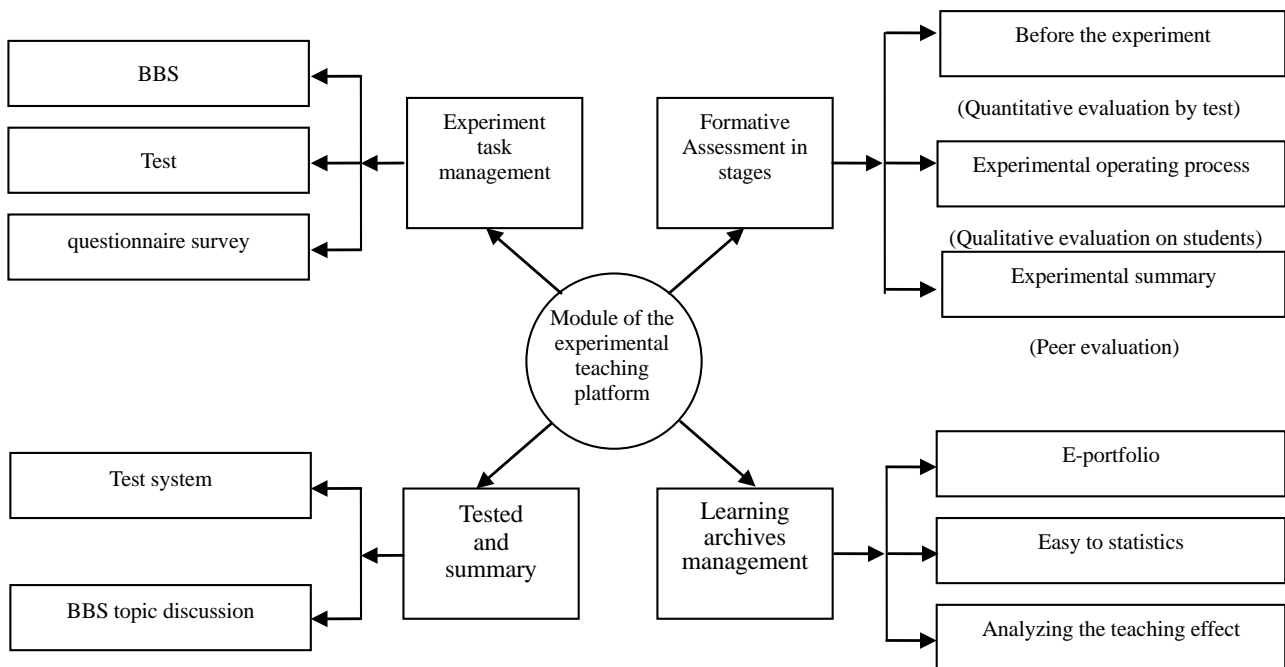 BBS
Test
questionnaire survey
Experiment
task
management
Formative
Assessment in
stages
Before the experiment
(Quantitative evaluation by test)
Experimental operating process
(Qualitative evaluation on students)
Experimental summary
(Peer evaluation)
Module of the
experimental
teaching
platform
Test system
BBS topic discussion
Tested
and
summary
Learning
archives
management
E-portfolio
Easy to statistics
Analyzing the teaching effect